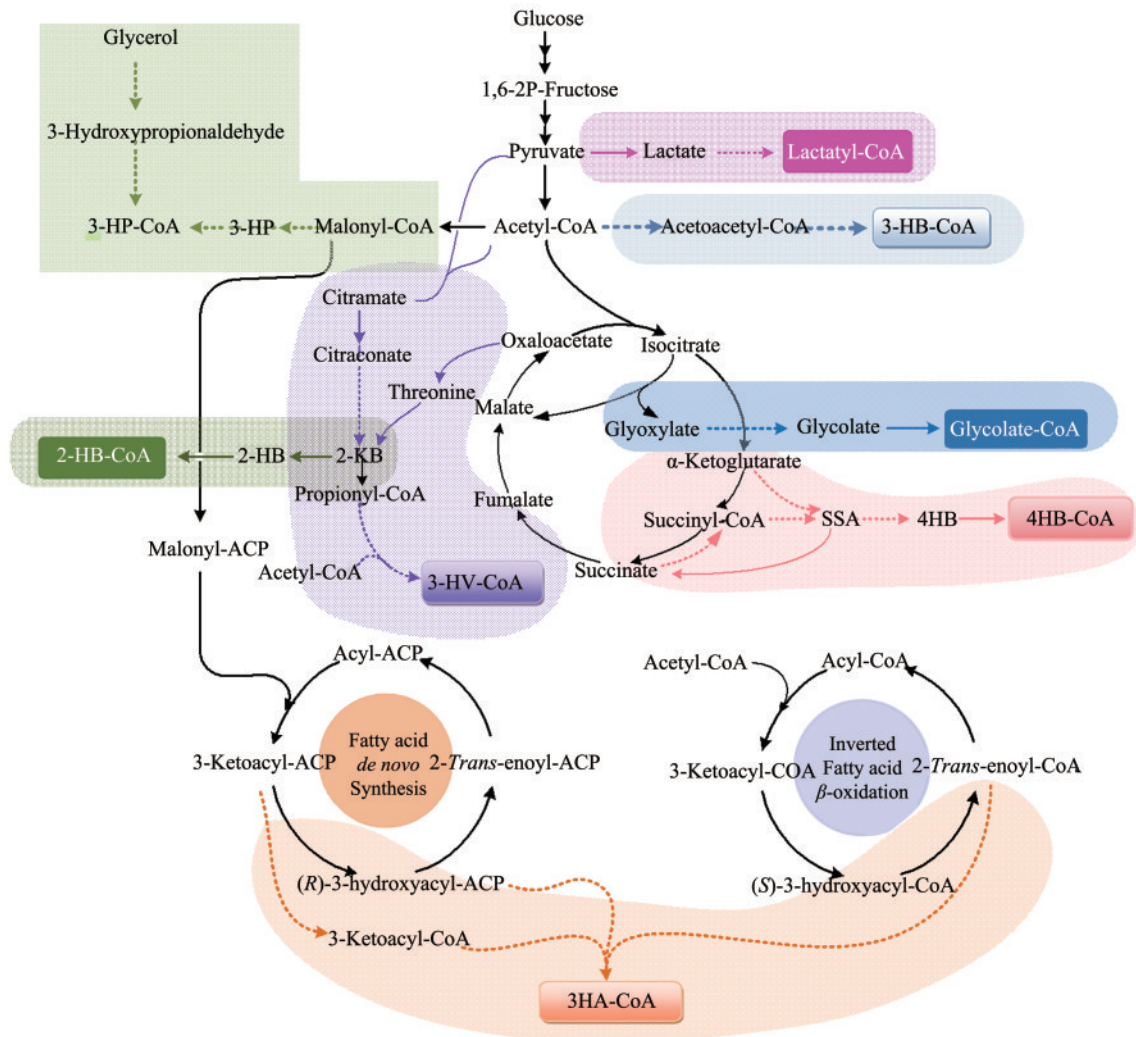 Glucose
Glycerol
1,6-2P-Fructose
3-Hydroxypropionaldehyde
Pyruvate
Lactate
Lactatyl-CoA
3-HP-CoA
3-HP
Malonyl-CoA
Acetyl-CoA
Acetoacetyl-CoA
3-HB-CoA
Citramate
Oxaloacetate
Isocitrate
Citraconate
Threonine
Malate
Glyoxylate
Glycolate
Glycolate-CoA
2-HB-CoA
2-HB
2-KB
α-Ketoglutarate
Propionyl-CoA
Fumalate
Succinyl-CoA
SSA
4HB
4HB-CoA
Malonyl-ACP
Acetyl-CoA
3-HV-CoA
Succinate
Acyl-ACP
Acetyl-CoA
Acyl-CoA
3-Ketoacyl-ACP
Fatty acid
de novo
Synthesis
2-Trans-enoyl-ACP
3-Ketoacyl-COA
Inverted
Fatty acid
β-oxidation
2-Trans-enoyl-CoA
(R)-3-hydroxyacyl-ACP
(S)-3-hydroxyacyl-CoA
3-Ketoacyl-CoA
3HA-CoA